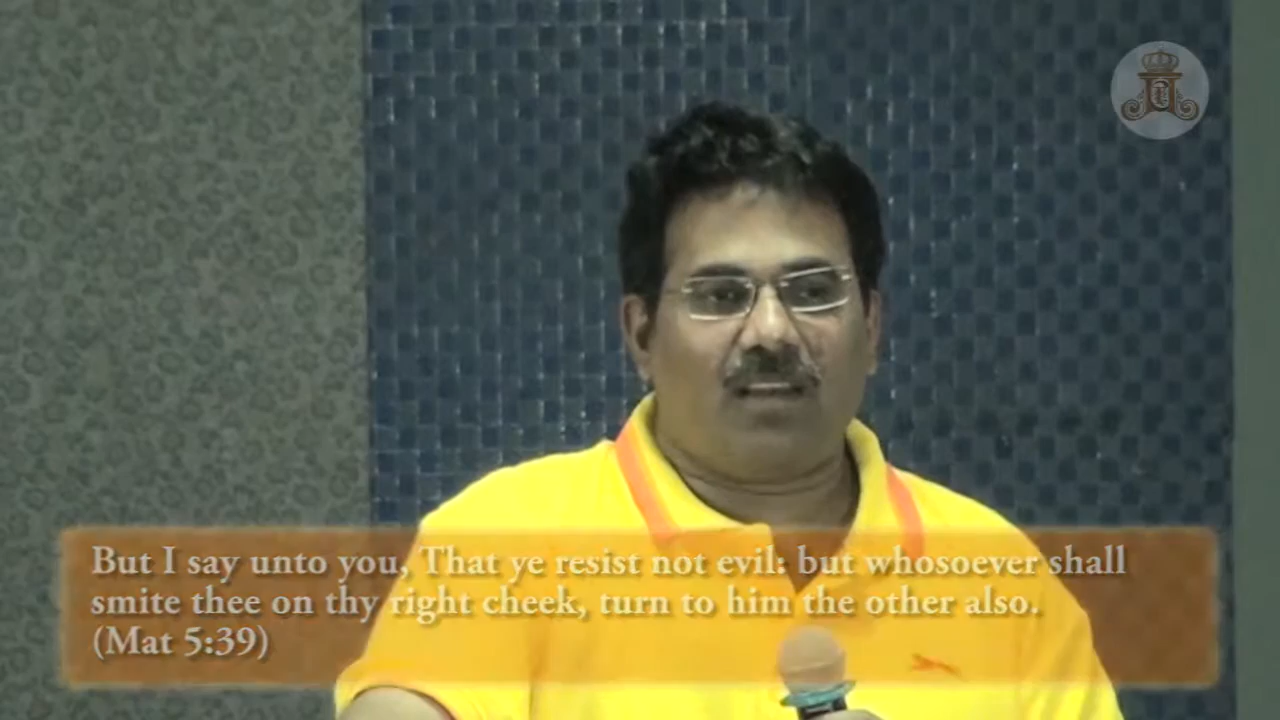 But I say unto you, That ye resist not evil: but whosoever shall
smite thee on thy right cheek, turn to him the other also.
(Mat 5:39)